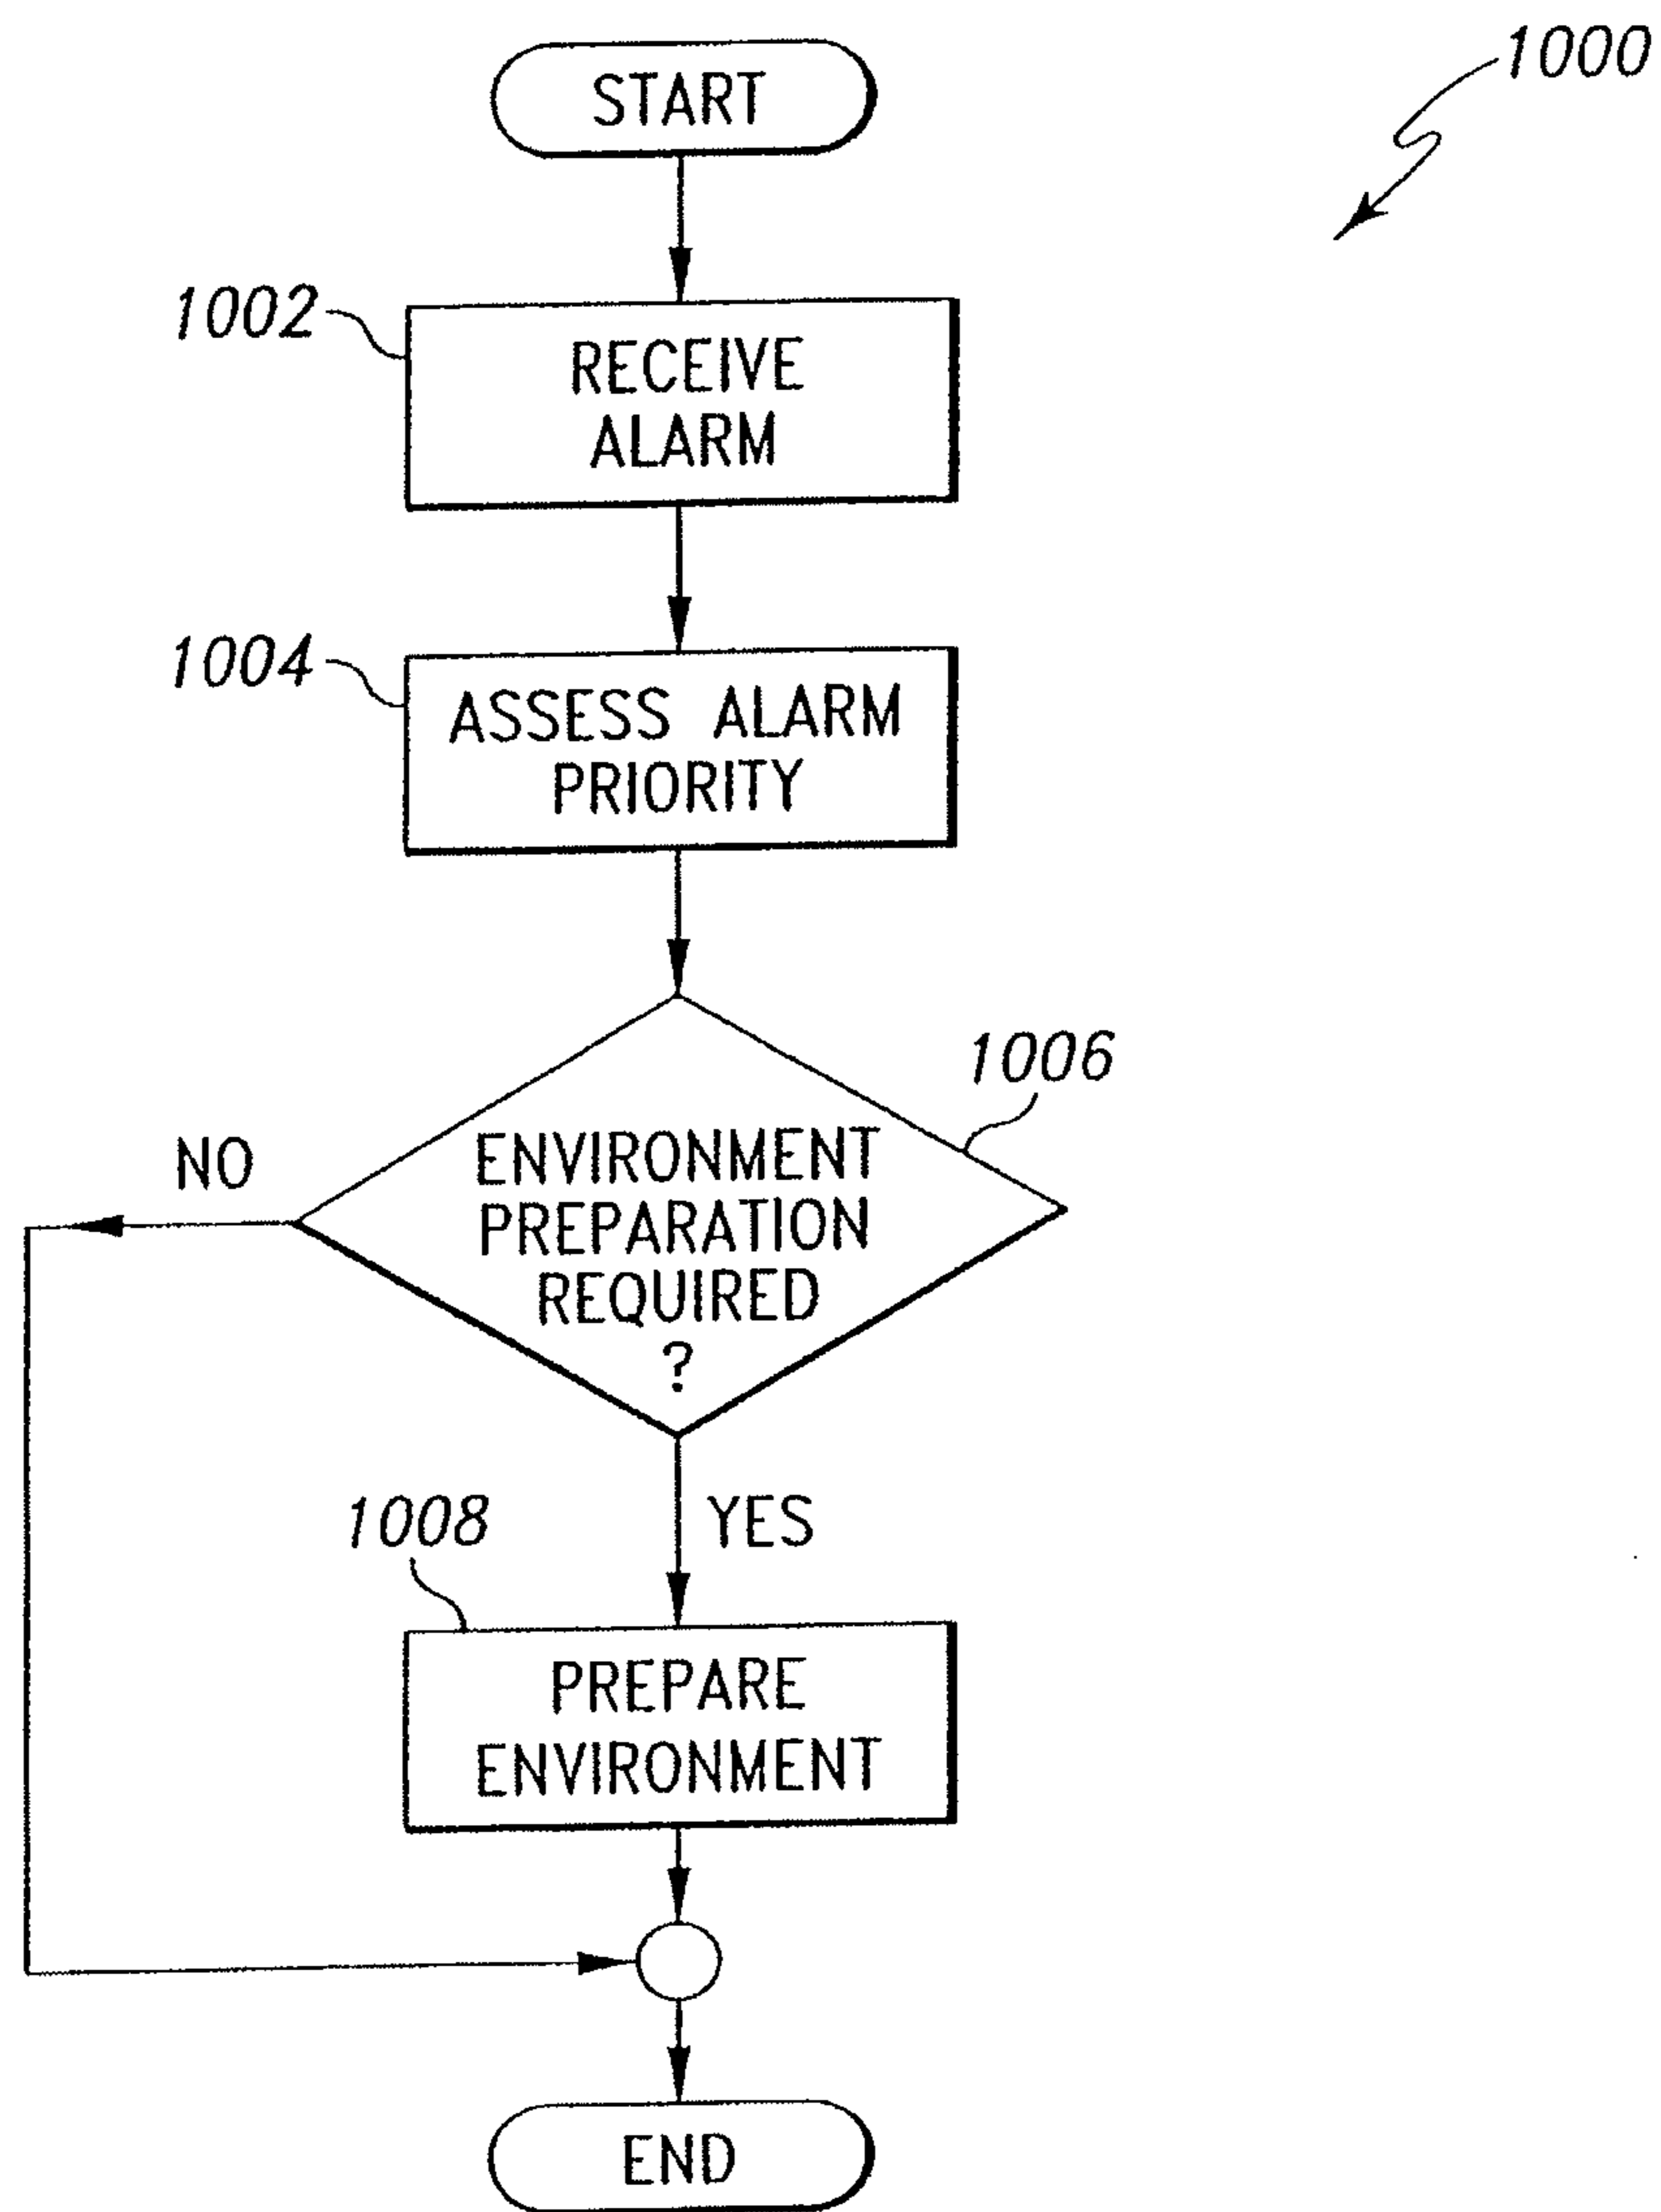 1000
START
1002
RECEIVE
ALARM
1004
ASSESS ALARM
PRIORITY
1006
ENVIRONMENT
PREPARATION
REQUIRED
?
NO
YES
1008
PREPARE
ENVIRONMENT
END